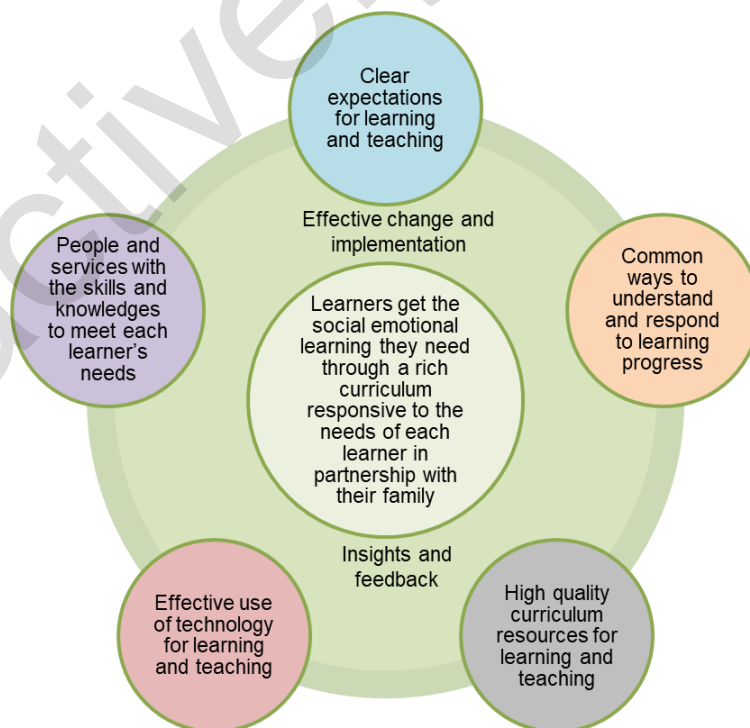 Clear
expectations
for learning
and teaching
Effective change and
implementation
People and
services with
the skills and
knowledges
to meet each
learner's
needs
Common
ways to
understand
and respond
to learning
progress
Learners get the
social emotional
learning they need
through a rich
curriculum
responsive to the
needs of each
learner in
partnership with
their family
Insights and
feedback
Effective use
of technology
for learning
and teaching
High quality
curriculum
resources for
learning and
teaching